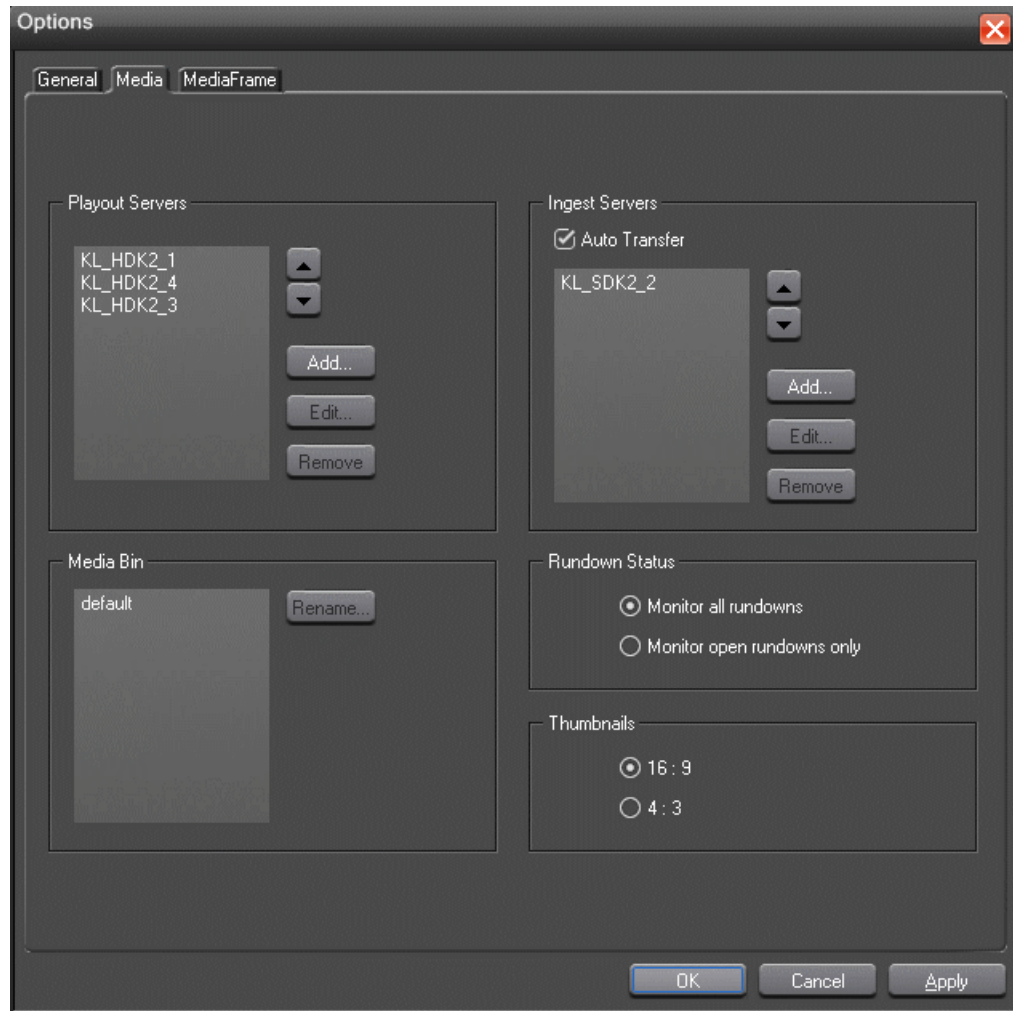 Options
General Media MediaFrame
Playout Servers
KL_HDK2_1
KL_HDK2_4
KL_HDK2_3
Add...
Edit...
Remove
Ingest Servers
Auto Transfer
KL_SDK2_2
Add...
Edit...
Remove
Media Bin
default
Rename...
Rundown Status
Monitor all rundowns
Monitor open rundowns only
Thumbnails
16 : 9
4 : 3
OK Cancel Apply